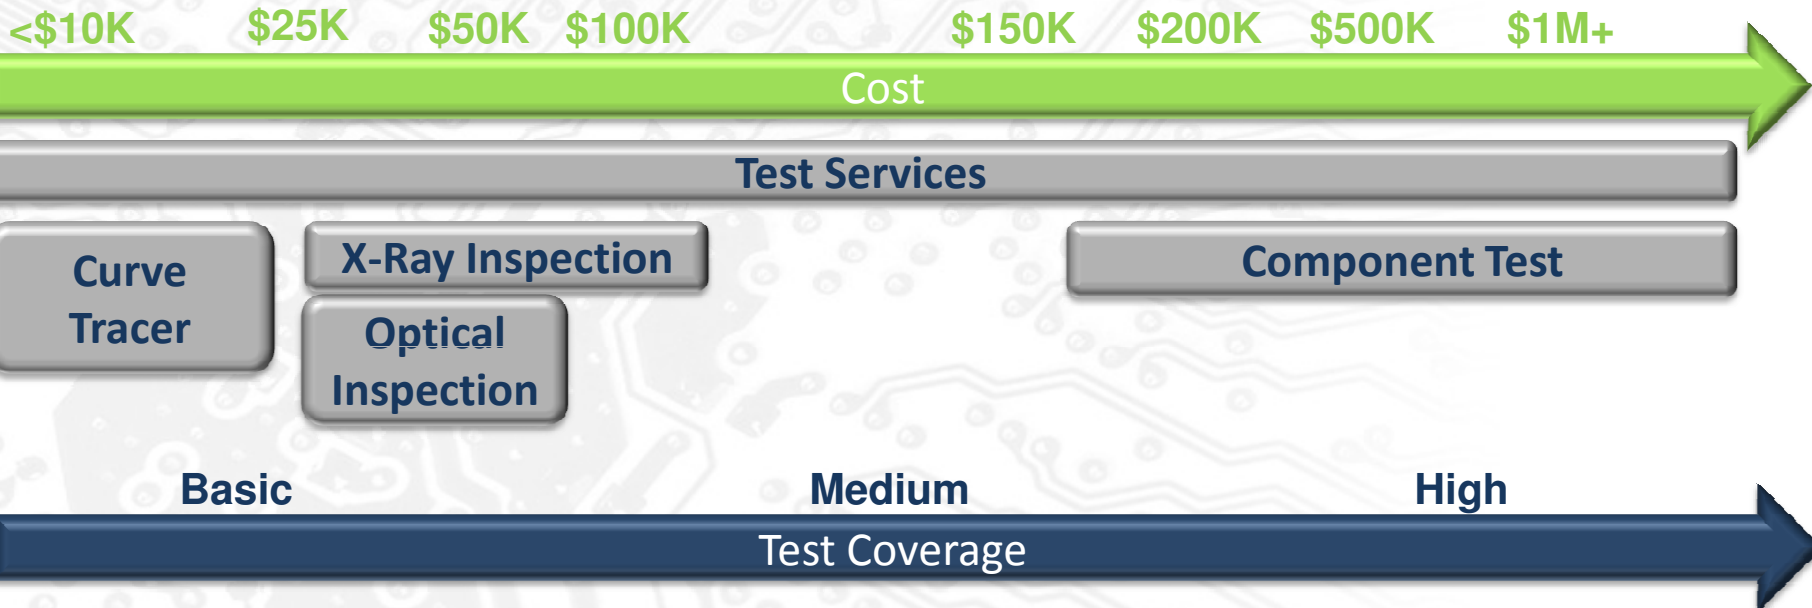 <$10K $25K $50K $100K $150K $200K $500K $1M+
Cost
Test Services
Curve
Tracer
X-Ray Inspection
Optical
Inspection
Component Test
Basic Medium High
Test Coverage